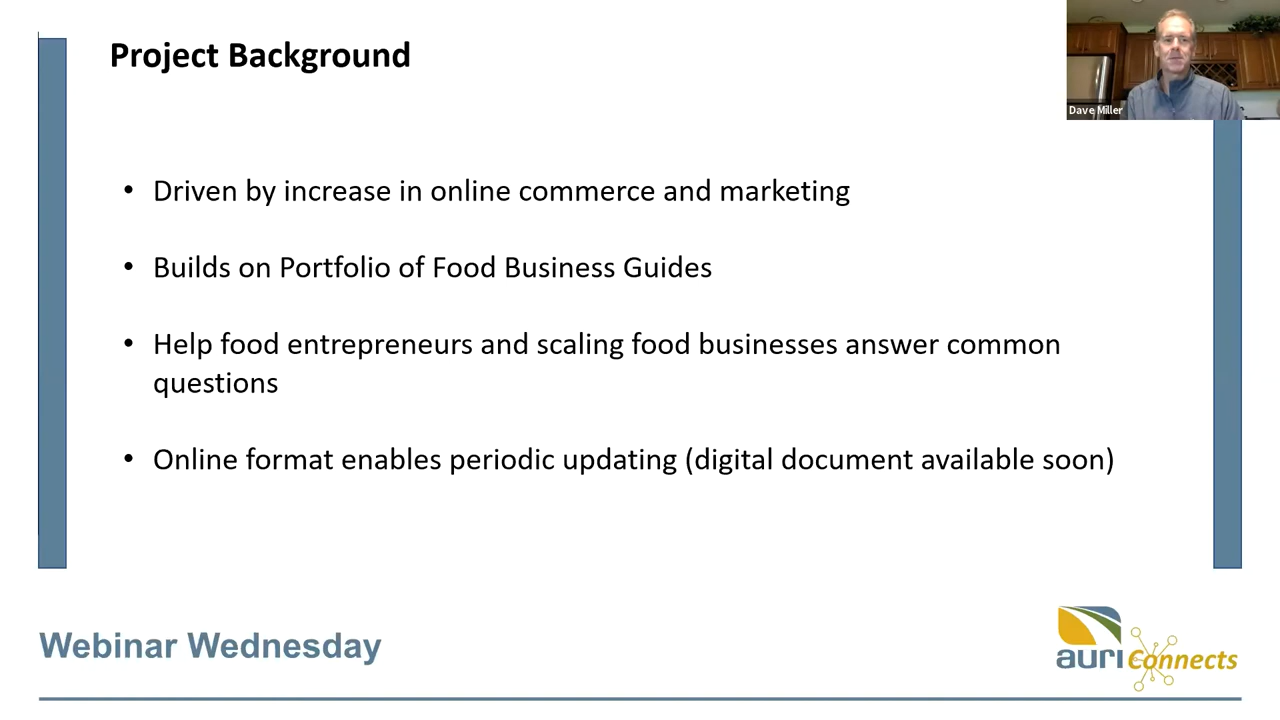 Project Background
Dave Miller
• Driven by increase in online commerce and marketing
• Builds on Portfolio of Food Business Guides
• Help food entrepreneurs and scaling food businesses answer common
questions
• Online format enables periodic updating (digital document available soon)
Webinar Wednesday
auri Connects